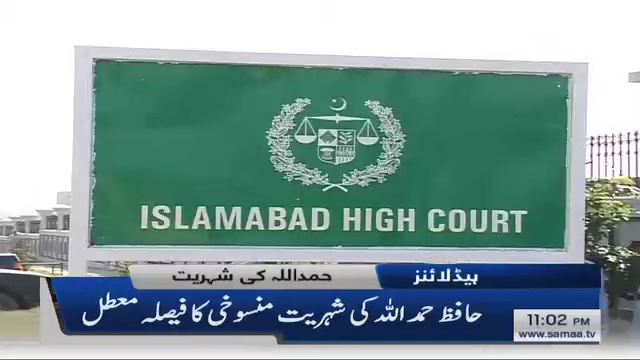 ISLAMABAD HIGH COURT
ہیڈلائنز
حمداللہ کی شہریت
حافظ حمد اللہ کی شہریت منسوخی کا فیصلہ معطل
11:02 PM
www.samaa.tv